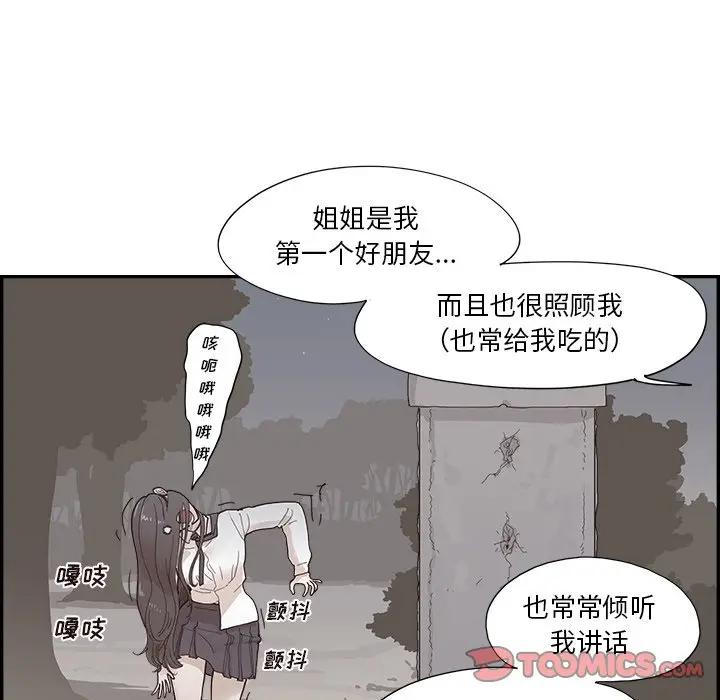 姐姐是我
第一个好朋友...
而且也很照顾我
（也常给我吃的）
咳呃哦哦哦哦
嘎吱
嘎吱
颤抖
颤抖
也常常倾听
我讲话
TOOMICS.COM